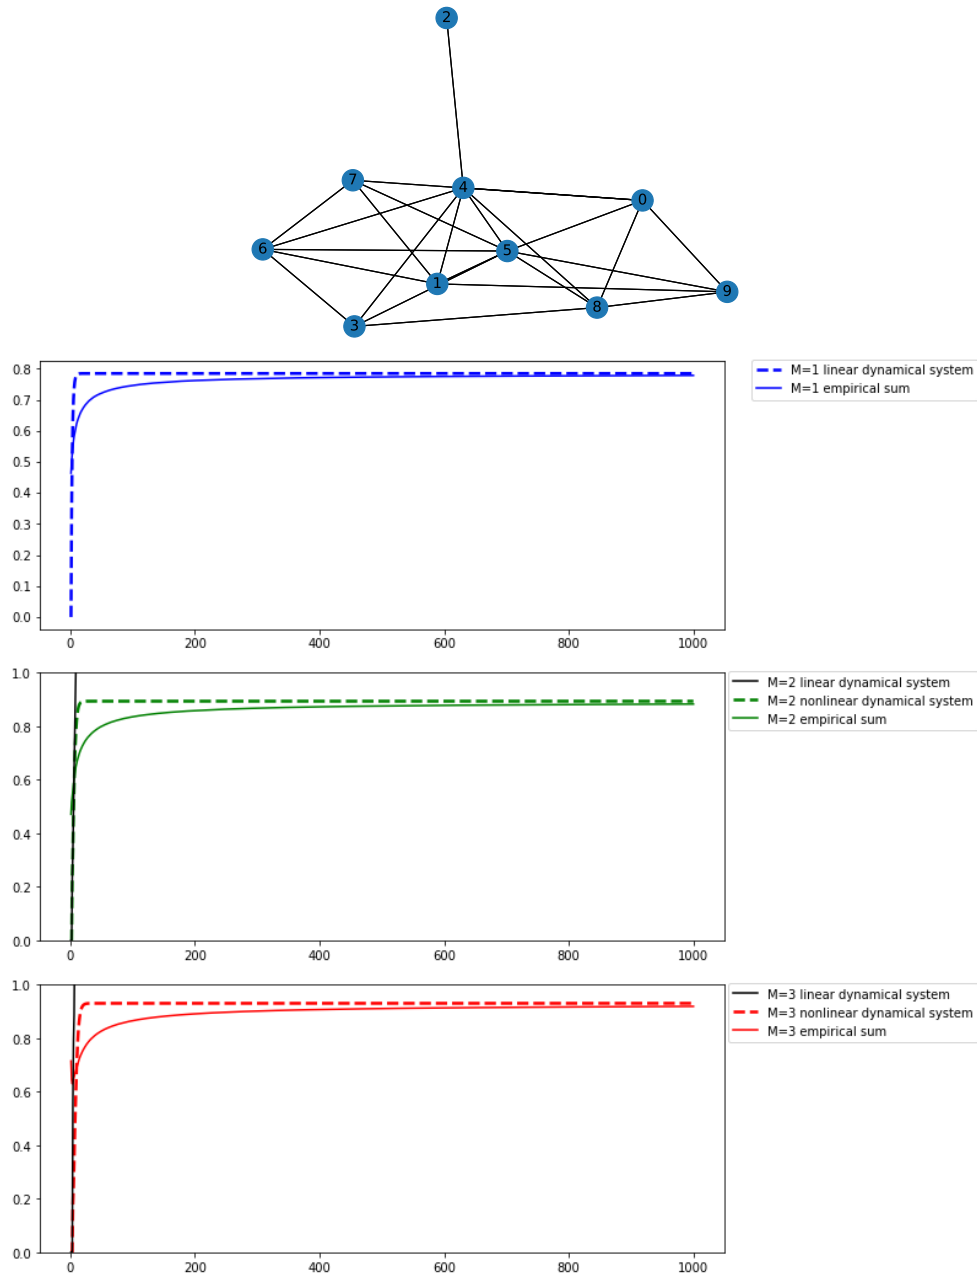 2
7
4
0
6
5
1
9
8
3
0.8
0.7
0.6
0.5
0.4
0.3
0.2
0.1
0.0
0 200 400 600 800 1000
M=1 linear dynamical system
M=1 empirical sum
1.0
0.8
0.6
0.4
0.2
0.0
0 200 400 600 800 1000
M=2 linear dynamical system
M=2 nonlinear dynamical system
M=2 empirical sum
1.0
0.8
0.6
0.4
0.2
0.0
0 200 400 600 800 1000
M=3 linear dynamical system
M=3 nonlinear dynamical system
M=3 empirical sum